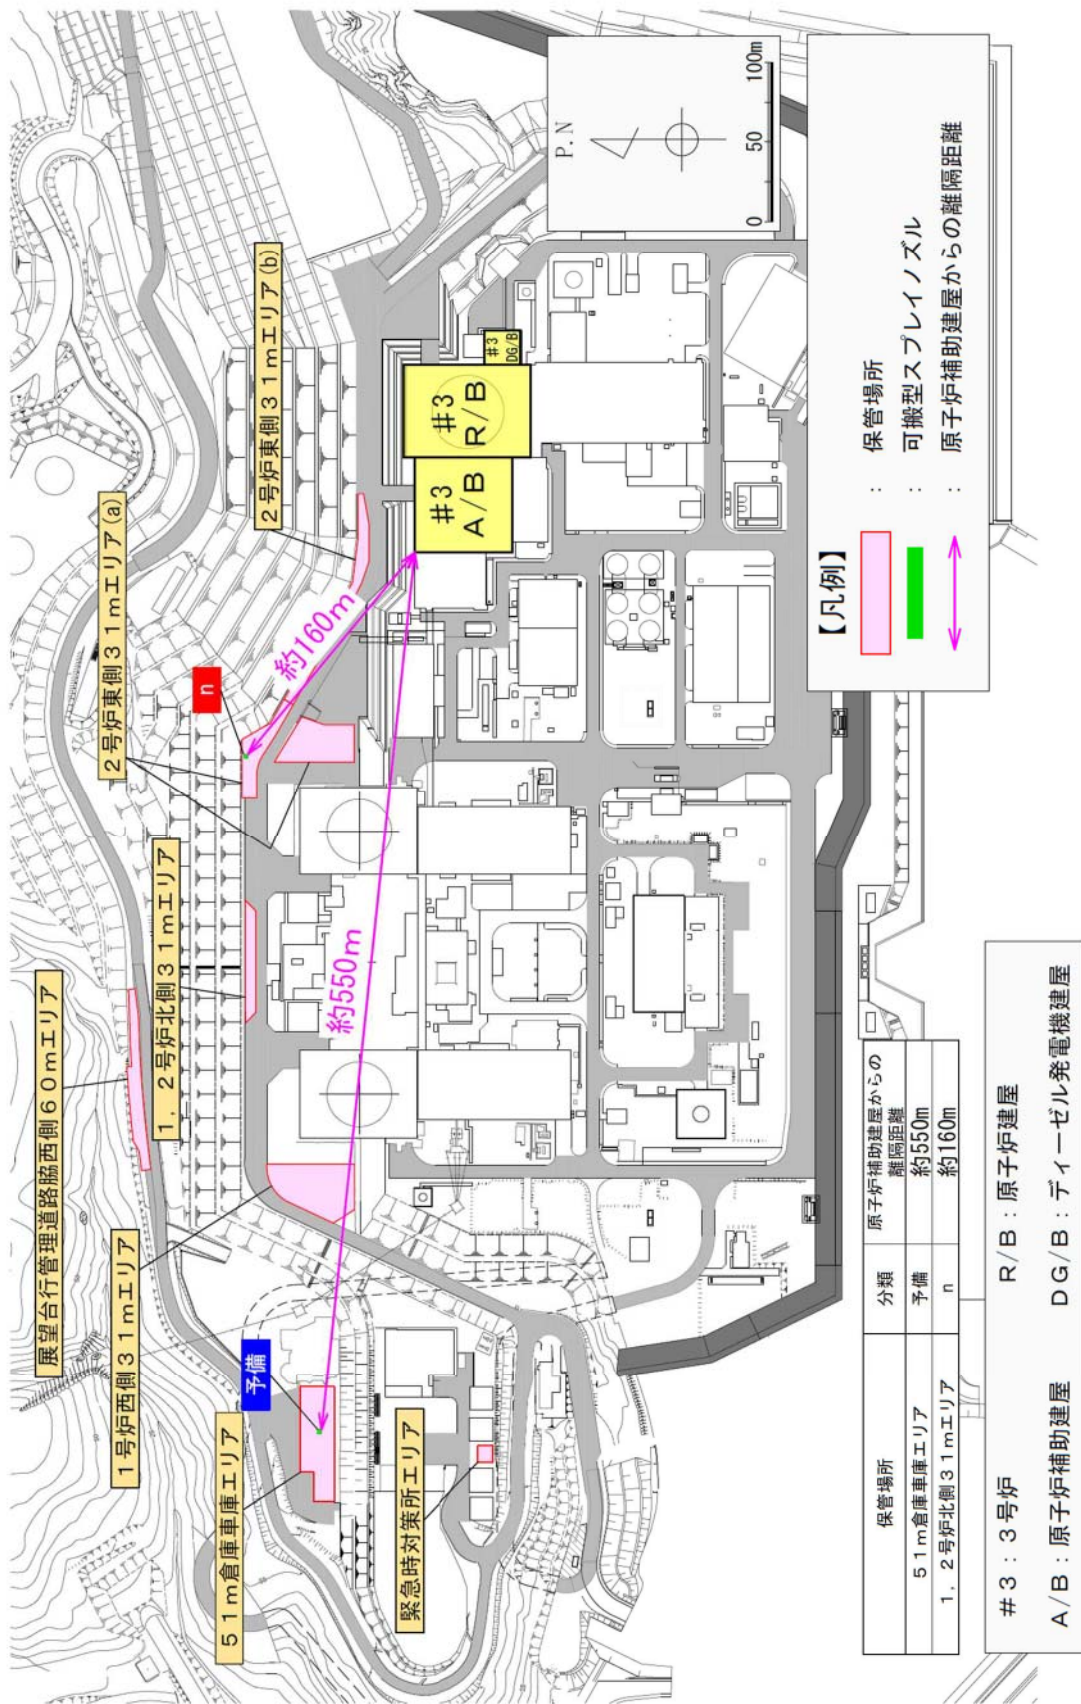 展望台行管理道路脇西側60mエリア
1号炉西側31mエリア
1,2号炉北側31mエリア
2号炉東側31mエリア(a)
2号炉東側31mエリア(b)
51m倉庫車庫エリア
予備
n
緊急時対策所エリア
約550m
約160m
#3
A/B
#3
R/B
#3
DG/B
P.N
0 50 100m
【凡例】
: 保管場所
: 可搬型スプレイノズル
: 原子炉補助建屋からの離隔距離
保管場所 分類 原子炉補助建屋からの
離隔距離
51m倉庫車庫エリア 予備 約550m
1,2号炉北側31mエリア n 約160m
#3:3号炉 R/B:原子炉建屋
A/B:原子炉補助建屋 DG/B:ディーゼル発電機建屋